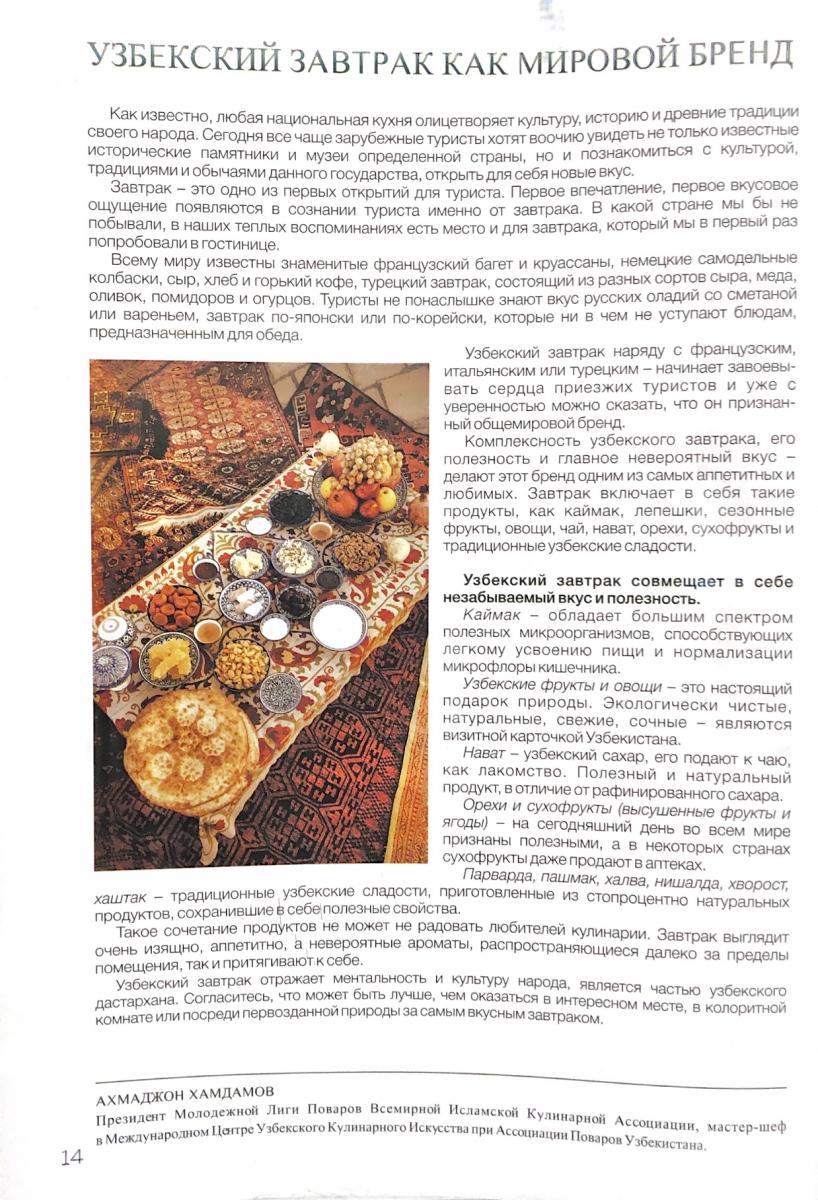 УЗБЕКСКИЙ ЗАВТРАК КАК МИРОВОЙ БРЕНД
Как известно, любая национальная кухня олицетворяет культуру, историю и древние традиции
своего народа. Сегодня все чаще зарубежные туристы хотят воочию увидеть не только известные
исторические памятники и музеи определенной страны, но и познакомиться с культурой,
традициями и обычаями данного государства, открыть для себя новые вкус.
Завтрак – это одно из первых открытий для туриста. Первое впечатление, первое вкусовое
ощущение появляются в сознании туриста именно от завтрака. В какой стране мы бы не
побывали, в наших теплых воспоминаниях есть место и для завтрака, который мы в первый раз
попробовали в гостинице.
Всему миру известны знаменитые французский багет и круассаны, немецкие самодельные
колбаски, сыр, хлеб и горький кофе, турецкий завтрак, состоящий из разных сортов сыра, меда,
оливок, помидоров и огурцов. Туристы не понаслышке знают вкус русских оладий со сметаной
или вареньем, завтрак по-японски или по-корейски, которые ни в чем не уступают блюдам,
предназначенным для обеда.
Узбекский завтрак наряду с французским,
итальянским или турецким – начинает завоевы-
вать сердца приезжих туристов и уже с
уверенностью можно сказать, что он признан-
ный общемировой бренд.
Комплексность узбекского завтрака, его
полезность и главное невероятный вкус –
делают этот бренд одним из самых аппетитных и
любимых. Завтрак включает в себя такие
продукты, как каймак, лепешки, сезонные
фрукты, овощи, чай, нават, орехи, сухофрукты и
традиционные узбекские сладости.
Узбекский завтрак совмещает в себе
незабываемый вкус и полезность.
Каймак – обладает большим спектром
полезных микроорганизмов, способствующих
легкому усвоению пищи и нормализации
микрофлоры кишечника.
Узбекские фрукты и овощи – это настоящий
подарок природы. Экологически чистые,
натуральные, свежие, сочные – являются
визитной карточкой Узбекистана.
Нават – узбекский сахар, его подают к чаю,
как лакомство. Полезный и натуральный
продукт, в отличие от рафинированного сахара.
Орехи и сухофрукты (высушенные фрукты и
ягоды) – на сегодняшний день во всем мире
признаны полезными, а в некоторых странах
сухофрукты даже продают в аптеках.
Парварда, пашмак, халва, нишалда, хворост,
хаштак – традиционные узбекские сладости, приготовленные из стопроцентно натуральных
продуктов, сохранившие в себе полезные свойства.
Такое сочетание продуктов не может не радовать любителей кулинарии. Завтрак выглядит
очень изящно, аппетитно, а невероятные ароматы, распространяющиеся далеко за пределы
помещения, так и притягивают к себе.
Узбекский завтрак отражает ментальность и культуру народа, является частью узбекского
дастархана. Согласитесь, что может быть лучше, чем оказаться в интересном месте, в колоритной
комнате или посреди первозданной природы за самым вкусным завтраком.
АХМАДЖОН ХАМДАМОВ
Президент Молодежной Лиги Поваров Всемирной Исламской Кулинарной Ассоциации, мастер-шеф
в Международном Центре Узбекского Кулинарного Искусства при Ассоциации Поваров Узбекистана.
14